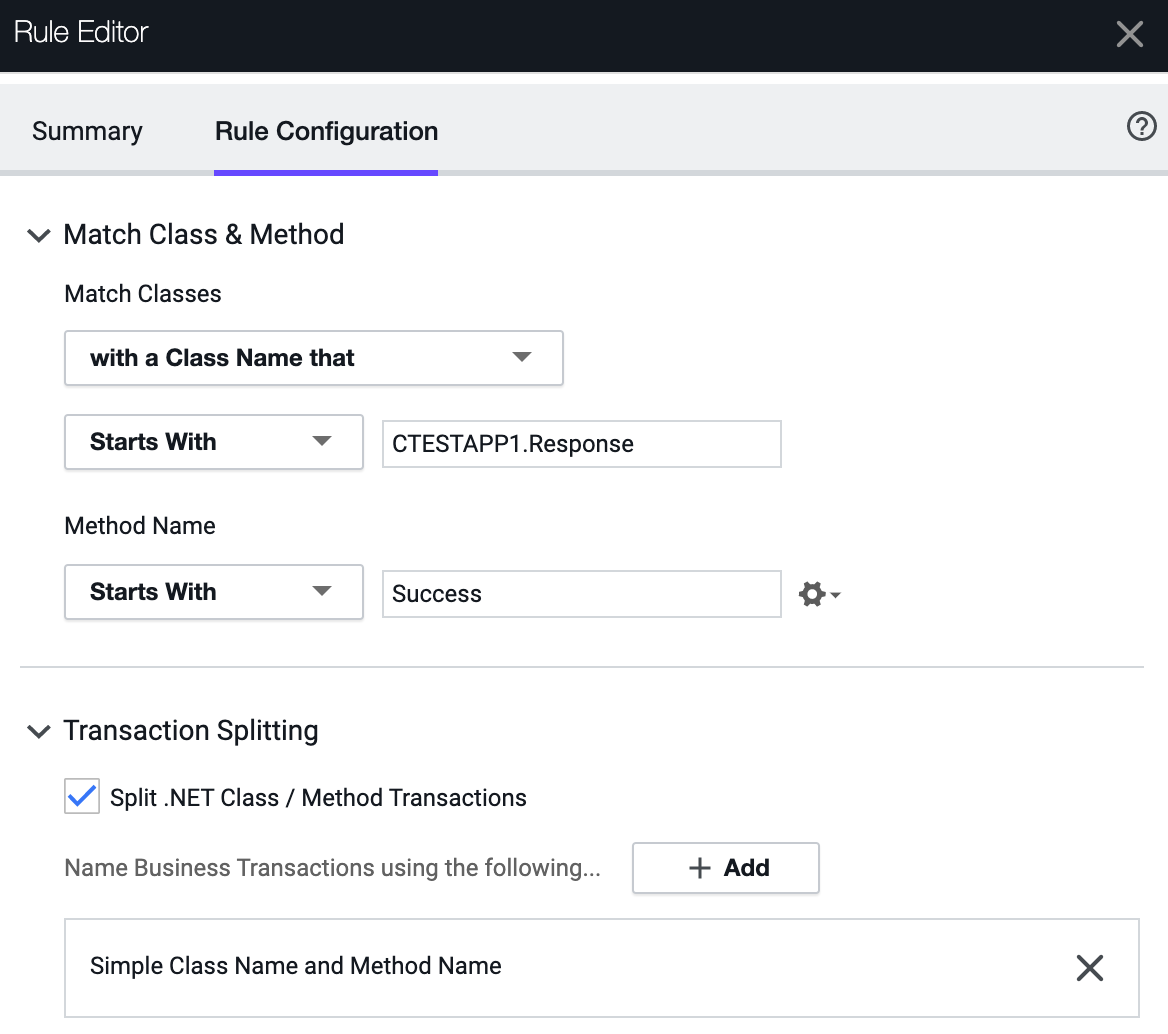 Rule Editor
Summary
Rule Configuration
Match Class & Method
Match Classes
with a Class Name that
Starts With
CTESTAPP1.Response
Method Name
Starts With
Success
Transaction Splitting
Split .NET Class / Method Transactions
Name Business Transactions using the following...
Add
Simple Class Name and Method Name